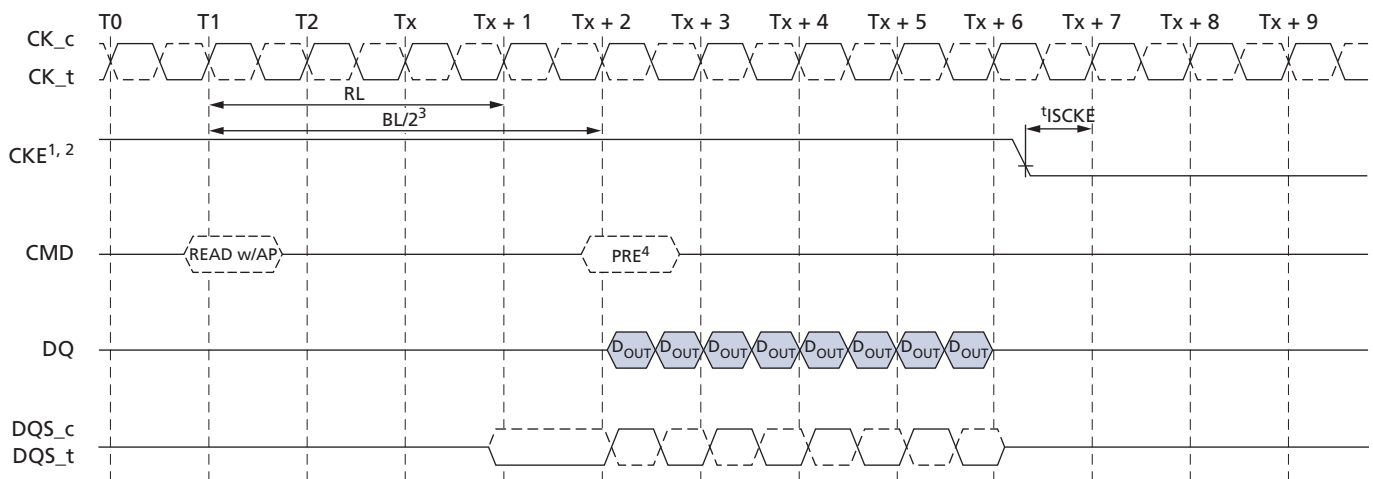 T0 T1 T2 Tx Tx + 1 Tx + 2 Tx + 3 Tx + 4 Tx + 5 Tx + 6 Tx + 7 Tx + 8 Tx + 9
CK_c
CK_t
RL
BL/2³
tISCKE
CKE1, 2
CMD
READ w/AP
PRE⁴
DQ
DOUT DOUT DOUT DOUT DOUT DOUT DOUT DOUT
DQS_c
DQS_t